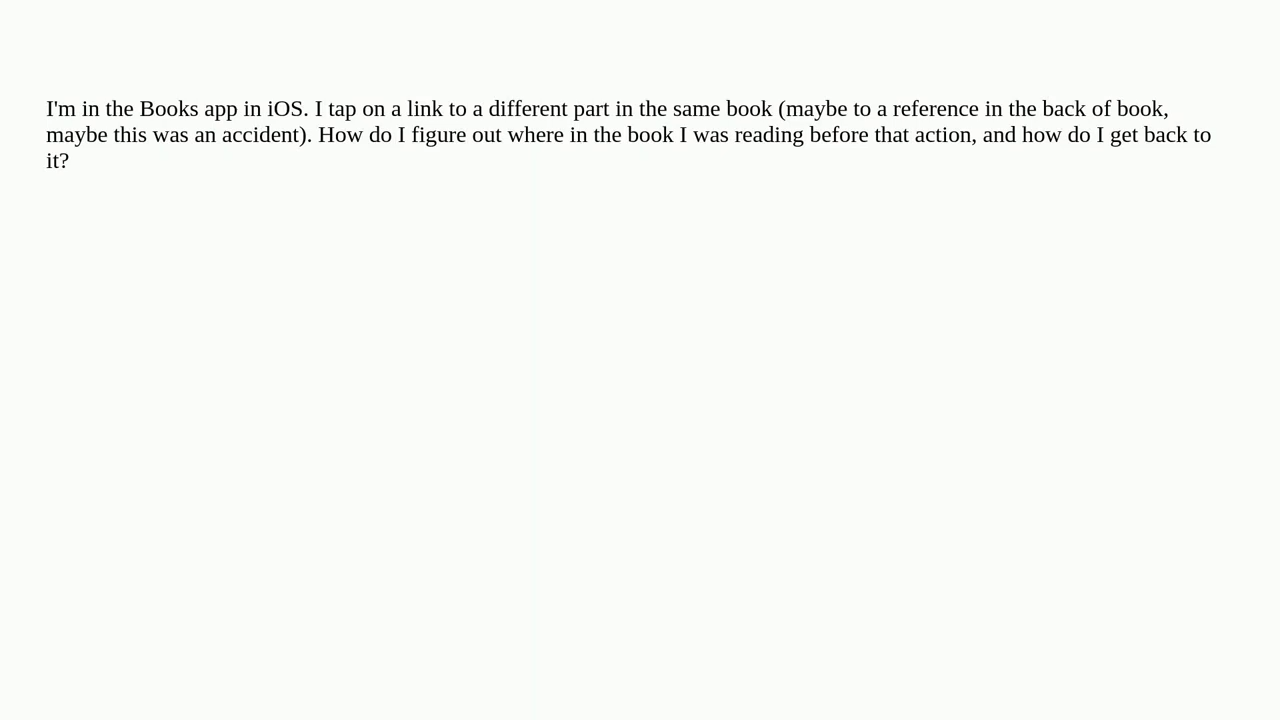 I'm in the Books app in iOS. I tap on a link to a different part in the same book (maybe to a reference in the back of book,
maybe this was an accident). How do I figure out where in the book I was reading before that action, and how do I get back to
it?